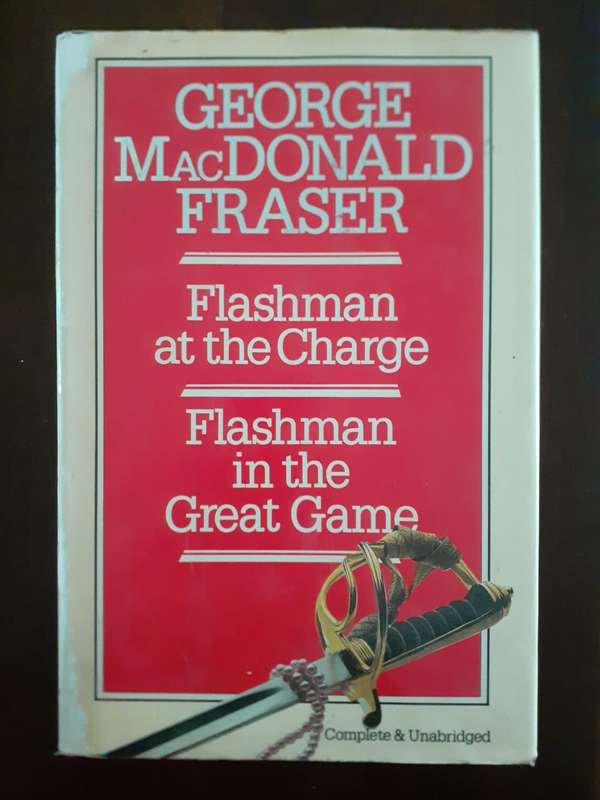 GEORGE
MACDONALD
FRASER
Flashman
at the Charge
Flashman
in the
Great Game
Complete & Unabridged